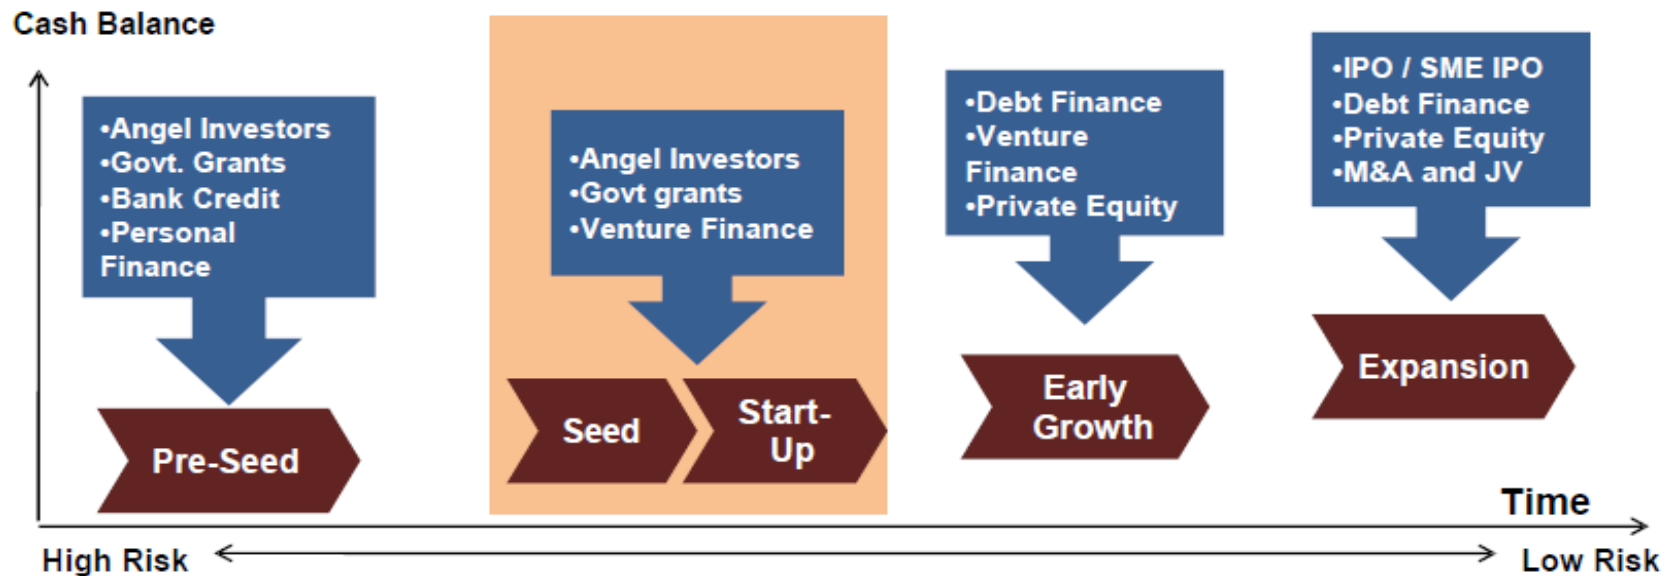 Cash Balance
•Angel Investors
•Govt. Grants
•Bank Credit
•Personal
Finance
Pre-Seed
•Angel Investors
•Govt grants
•Venture Finance
Seed
Start-
Up
•Debt Finance
•Venture
Finance
•Private Equity
Early
Growth
•IPO / SME IPO
•Debt Finance
•Private Equity
•M&A and JV
Expansion
Time
High Risk
Low Risk